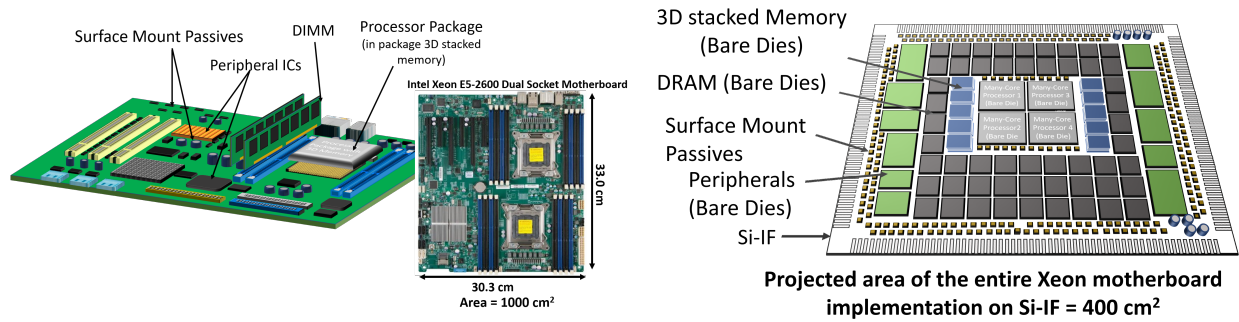 Surface Mount Passives
Peripheral ICs
DIMM
Processor Package
(in package 3D stacked
memory)
Intel Xeon E5-2600 Dual Socket Motherboard
33.0 cm
30.3 cm
Area = 1000 cm²
3D stacked Memory
(Bare Dies)
DRAM (Bare Dies)
Surface Mount
Passives
Peripherals
(Bare Dies)
Si-IF
Many-Core
Processor 1
(Bare Die)
Many-Core
Processor 3
(Bare Die)
Many-Core
Processor2
(Bare Die
Many-Core
Processor 4
(Bare Die)
Projected area of the entire Xeon motherboard
implementation on Si-IF = 400 cm²